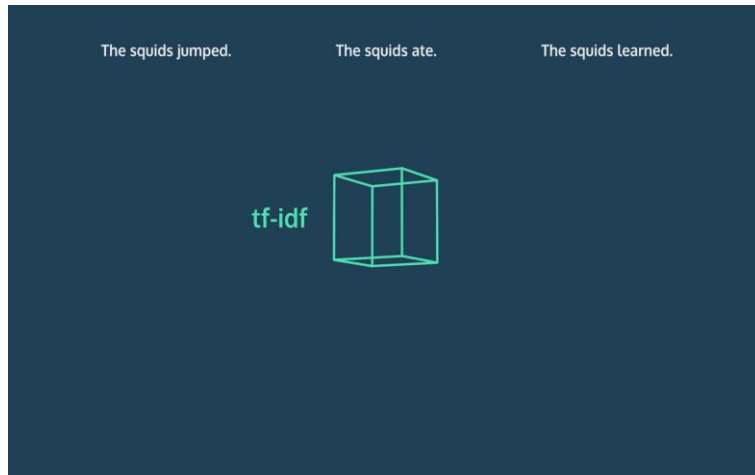 The squids jumped.
The squids ate.
The squids learned.
tf-idf